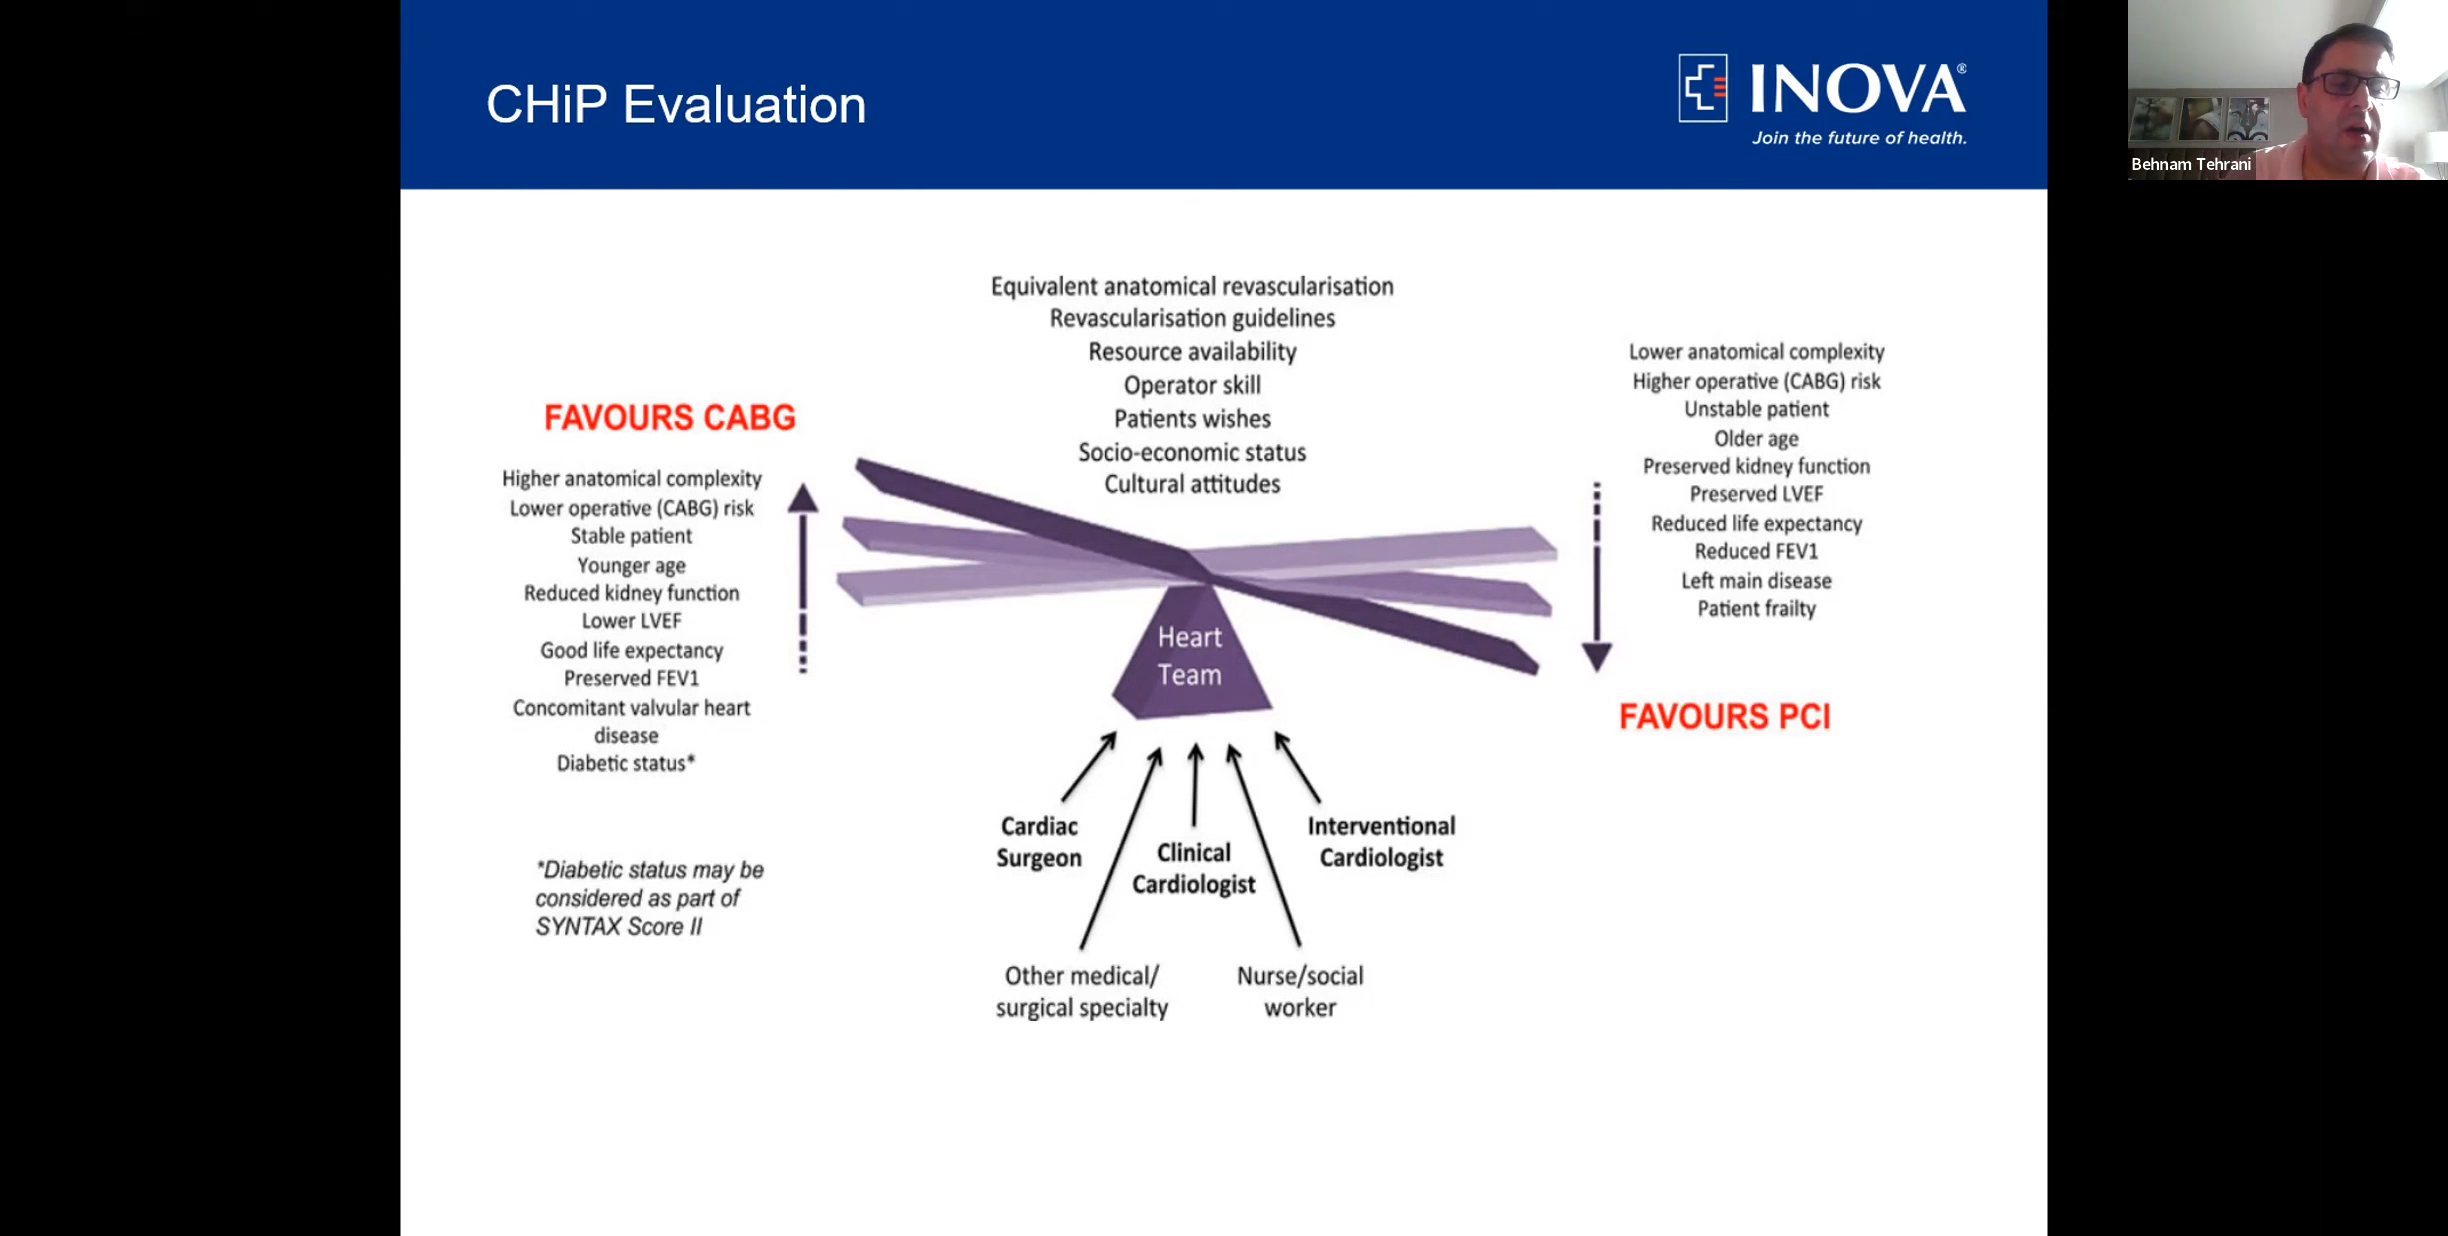 CHiP Evaluation
INOVA®
Join the future of health.
Behnam Tehrani
Equivalent anatomical revascularisation
Revascularisation guidelines
Resource availability
Operator skill
Patients wishes
Socio-economic status
Cultural attitudes
FAVOURS CABG
Higher anatomical complexity
Lower operative (CABG) risk
Stable patient
Younger age
Reduced kidney function
Lower LVEF
Good life expectancy
Preserved FEV1
Concomitant valvular heart
disease
Diabetic status*
*Diabetic status may be
considered as part of
SYNTAX Score II
Lower anatomical complexity
Higher operative (CABG) risk
Unstable patient
Older age
Preserved kidney function
Preserved LVEF
Reduced life expectancy
Reduced FEV1
Left main disease
Patient frailty
FAVOURS PCI
Heart
Team
Cardiac
Surgeon
Clinical
Cardiologist
Interventional
Cardiologist
Other medical/
surgical specialty
Nurse/social
worker